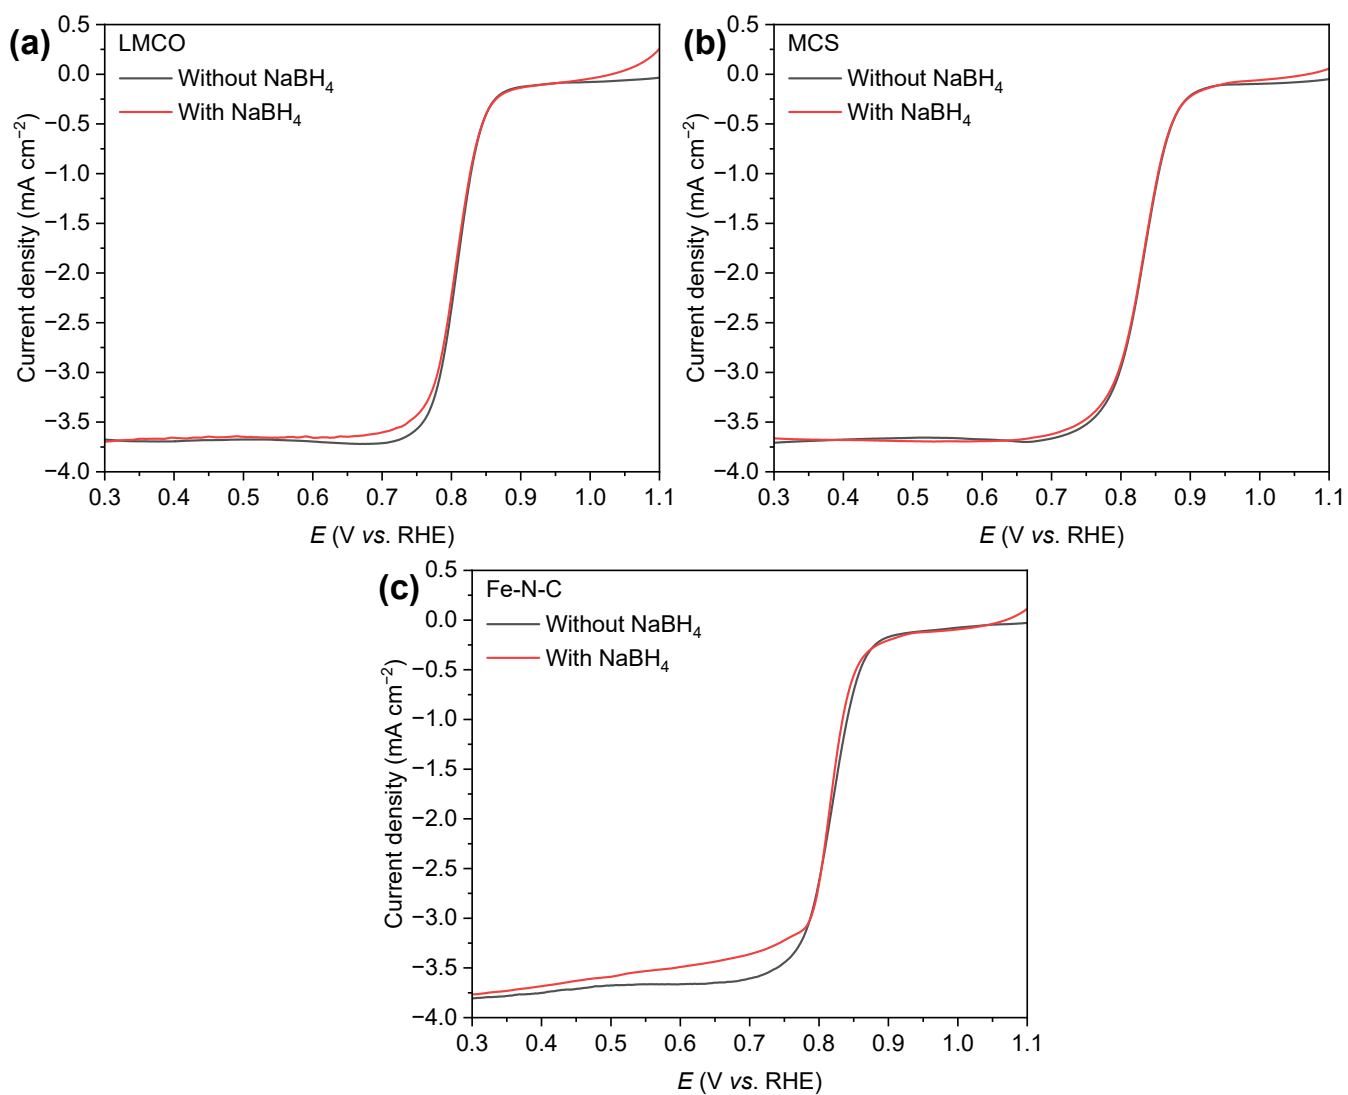 (a)
LMCO
Without NaBH₄
With NaBH₄
Current density (mA cm⁻²)
0.5
0.0
−0.5
−1.0
−1.5
−2.0
−2.5
−3.0
−3.5
−4.0
0.3 0.4 0.5 0.6 0.7 0.8 0.9 1.0 1.1
E (V vs. RHE)
(b)
MCS
Without NaBH₄
With NaBH₄
Current density (mA cm⁻²)
0.5
0.0
−0.5
−1.0
−1.5
−2.0
−2.5
−3.0
−3.5
−4.0
0.3 0.4 0.5 0.6 0.7 0.8 0.9 1.0 1.1
E (V vs. RHE)
(c)
Fe-N-C
Without NaBH₄
With NaBH₄
Current density (mA cm⁻²)
0.5
0.0
−0.5
−1.0
−1.5
−2.0
−2.5
−3.0
−3.5
−4.0
0.3 0.4 0.5 0.6 0.7 0.8 0.9 1.0 1.1
E (V vs. RHE)